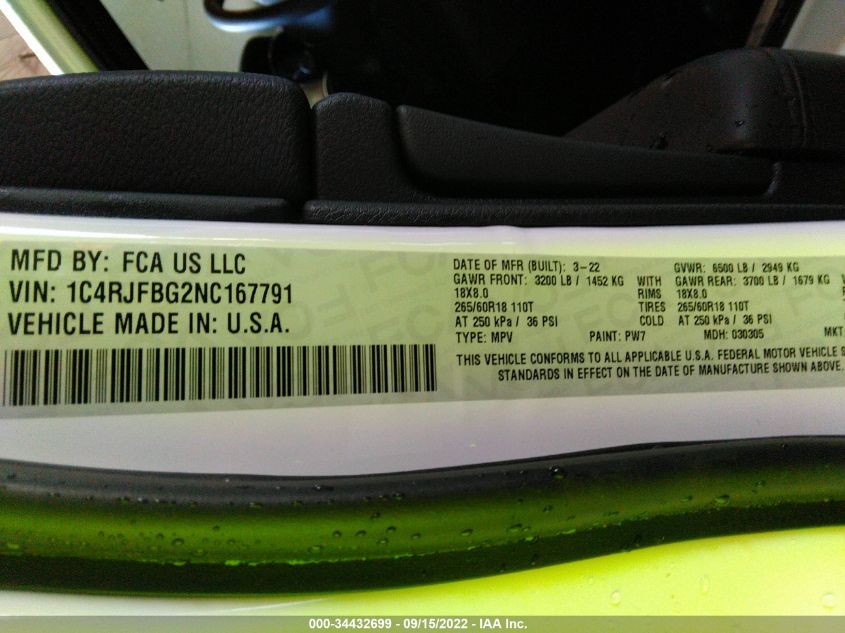 MFD BY: FCA US LLC
VIN: 1C4RJFBG2NC167791
VEHICLE MADE IN: U.S.A.
DATE OF MFR (BUILT): 3-22 GVWR: 6500 LB / 2949 KG
GAWR FRONT: 3200 LB / 1452 KG WITH GAWR REAR: 3700 LB / 1679 KG
18X8.0 RIMS 18X8.0
265/60R18 110T TIRES 265/60R18 110T
AT 250 kPa / 36 PSI COLD AT 250 kPa / 36 PSI
TYPE: MPV PAINT: PW7 MDH: 030305 MKT
THIS VEHICLE CONFORMS TO ALL APPLICABLE U.S.A. FEDERAL MOTOR VEHICLE S
STANDARDS IN EFFECT ON THE DATE OF MANUFACTURE SHOWN ABOVE.
000-34432699 - 09/15/2022 - IAA Inc.